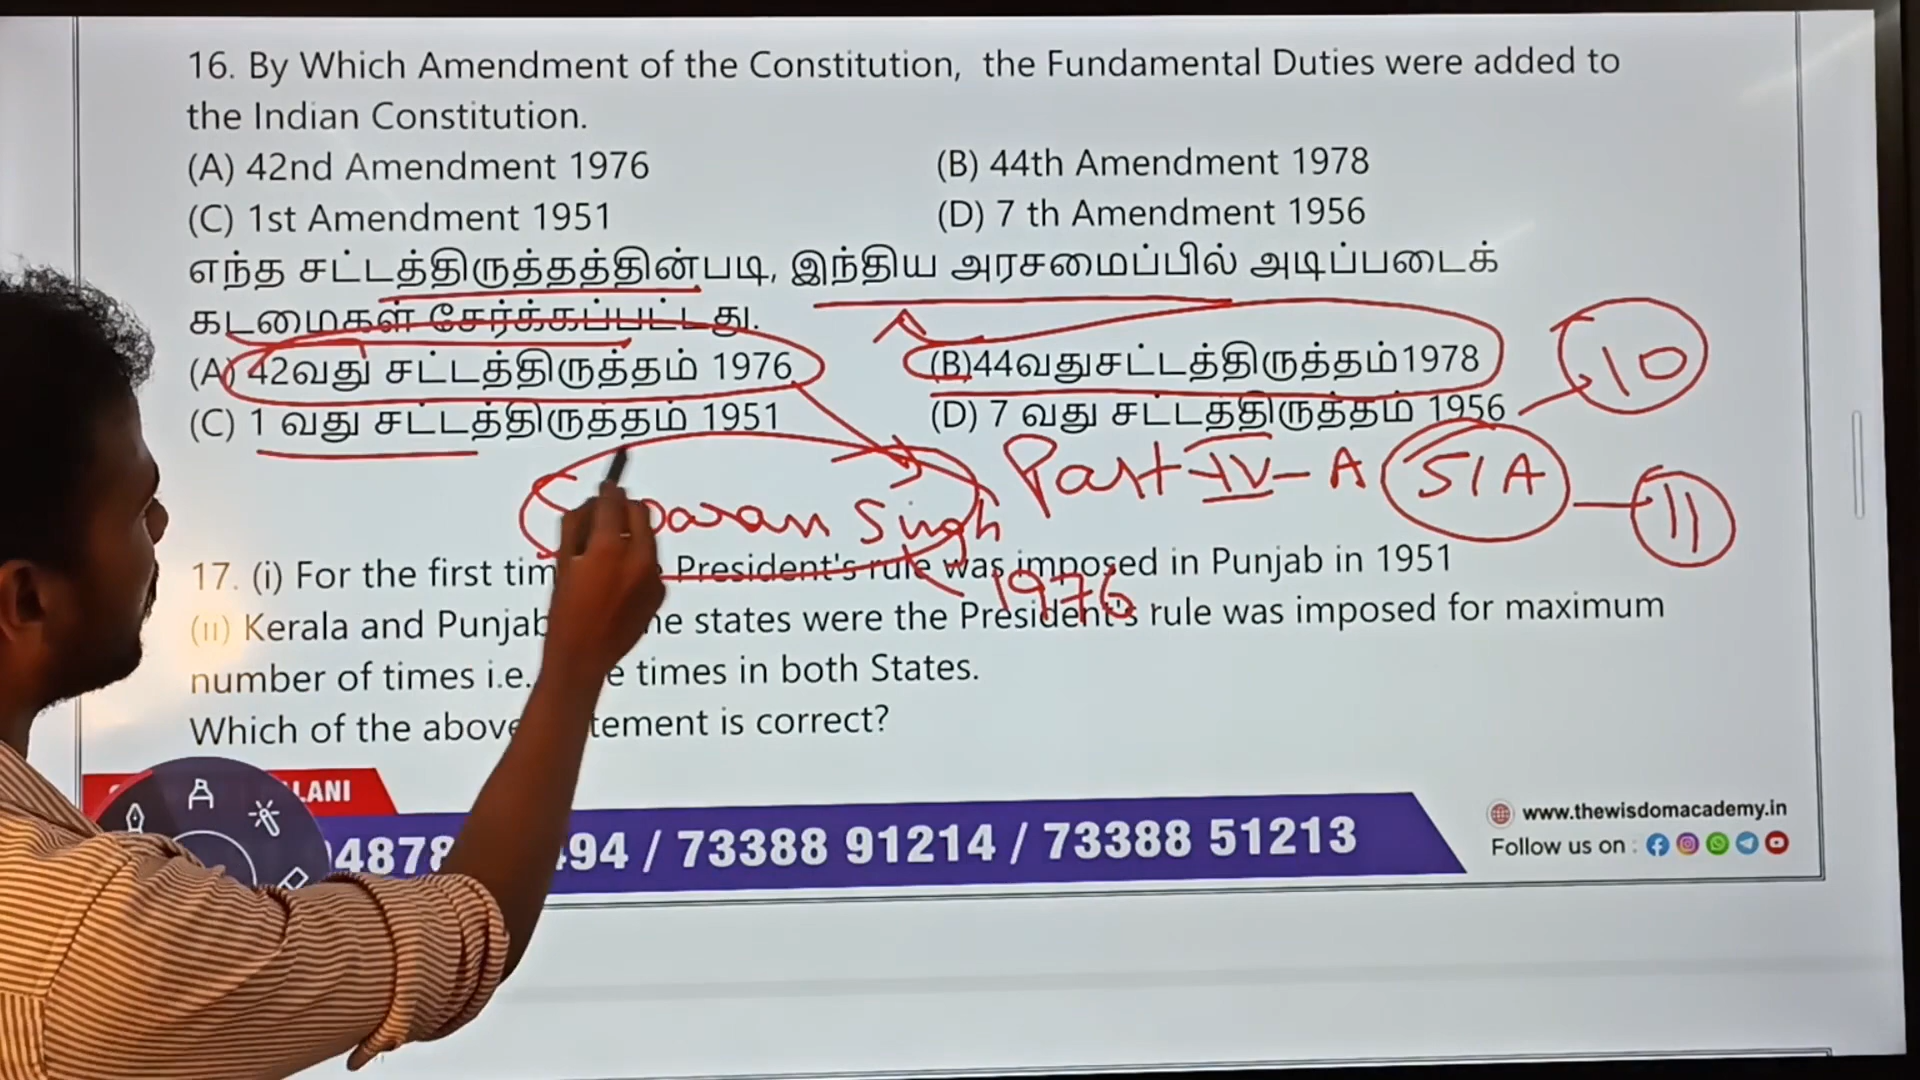 16. By Which Amendment of the Constitution, the Fundamental Duties were added to
the Indian Constitution.
(A) 42nd Amendment 1976 (B) 44th Amendment 1978
(C) 1st Amendment 1951 (D) 7 th Amendment 1956
எந்த சட்டத்திருத்தத்தின்படி, இந்திய அரசமைப்பில் அடிப்படைக்
கடமைகள் சேர்க்கப்பட்டது.
(A) 42வது சட்டத்திருத்தம் 1976 (B)44வதுசட்டத்திருத்தம்1978 10
(C) 1 வது சட்டத்திருத்தம் 1951 (D) 7 வது சட்டத்திருத்தம் 1956
Part IV-A 51A 11
Singh
17. (i) For the first President's rule was imposed in Punjab in 1951
1976
(ii) Kerala and Punjab states were the President's rule was imposed for maximum
number of times i.e. times in both States.
Which of the above is correct?
94 / 73388 91214 / 73388 51213
www.thewisdomacademy.in
Follow us on :